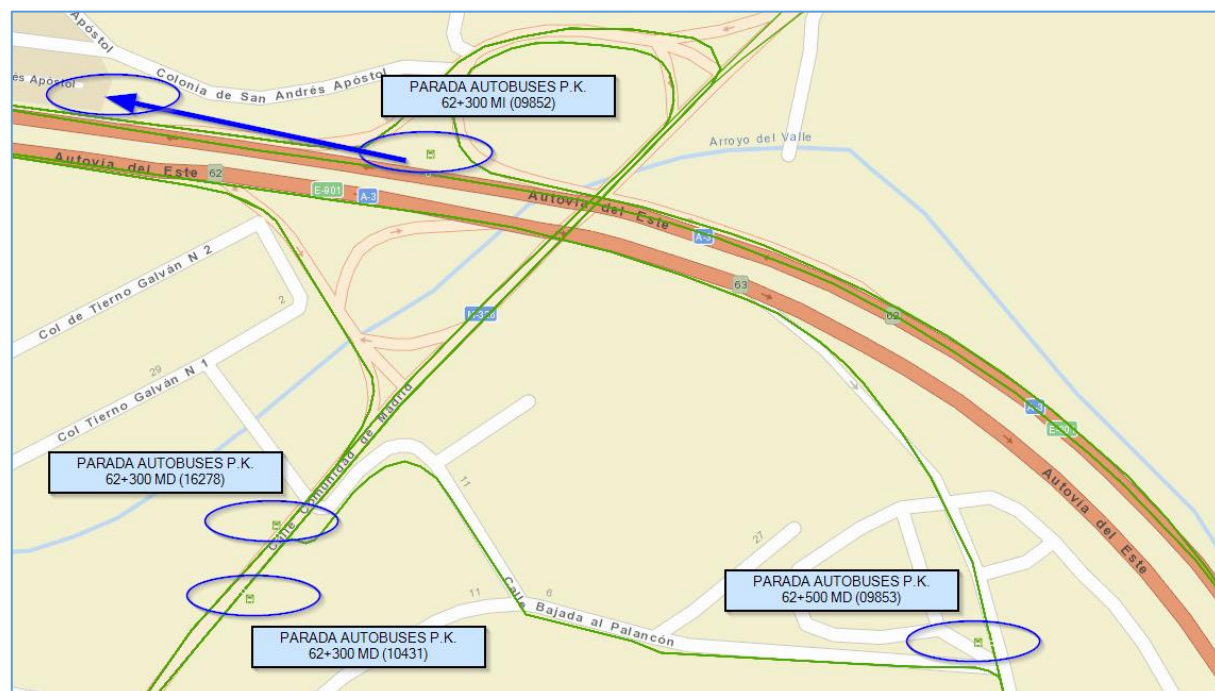 Apóstol
Colonia de San Andrés Apóstol
és Apóstol
PARADA AUTOBUSES P.K.
62+300 MI (09852)
Arroyo del Valle
Autovía del Este
62
E-901
A-3
Autovía del Este
A-3
63
62
Col de Tierno Galván N 2
2
29
Col Tierno Galván N 1
Calle Comunidad de Madrid
A-3
Autovía del Este
PARADA AUTOBUSES P.K.
62+300 MD (16278)
11
27
PARADA AUTOBUSES P.K.
62+500 MD (09853)
11
6
Calle Bajada al Palancón
PARADA AUTOBUSES P.K.
62+300 MD (10431)